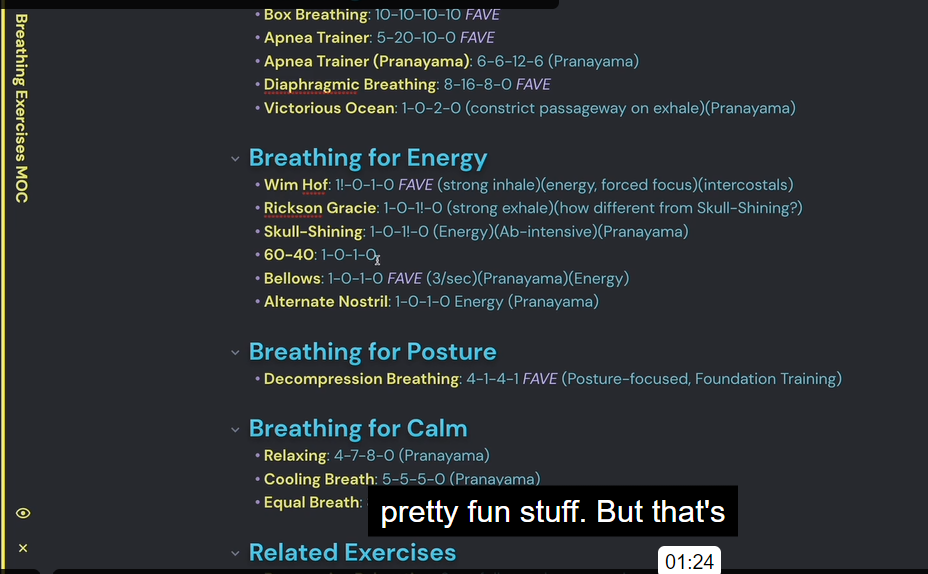 Breathing Exercises MOC
• Box Breathing: 10-10-10-10 FAVE
• Apnea Trainer: 5-20-10-0 FAVE
• Apnea Trainer (Pranayama): 6-6-12-6 (Pranayama)
• Diaphragmic Breathing: 8-16-8-0 FAVE
• Victorious Ocean: 1-0-2-0 (constrict passageway on exhale)(Pranayama)
Breathing for Energy
• Wim Hof: 1!-0-1-0 FAVE (strong inhale)(energy, forced focus)(intercostals)
• Rickson Gracie: 1-0-1!-0 (strong exhale)(how different from Skull-Shining?)
• Skull-Shining: 1-0-1!-0 (Energy)(Ab-intensive)(Pranayama)
• 60-40: 1-0-1-0
• Bellows: 1-0-1-0 FAVE (3/sec)(Pranayama)(Energy)
• Alternate Nostril: 1-0-1-0 Energy (Pranayama)
Breathing for Posture
• Decompression Breathing: 4-1-4-1 FAVE (Posture-focused, Foundation Training)
Breathing for Calm
• Relaxing: 4-7-8-0 (Pranayama)
• Cooling Breath: 5-5-5-0 (Pranayama)
• Equal Breath:
pretty fun stuff. But that's
Related Exercises
01:24